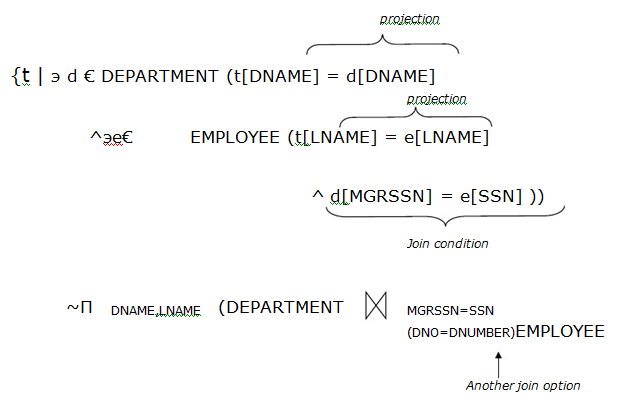 projection
{t | э d € DEPARTMENT (t[DNAME] = d[DNAME]
projection
^эe€ EMPLOYEE (t[LNAME] = e[LNAME]
^ d[MGRSSN] = e[SSN] ))
Join condition
~Π DNAME,LNAME (DEPARTMENT ⋈ MGRSSN=SSN
(DNO=DNUMBER)EMPLOYEE
Another join option